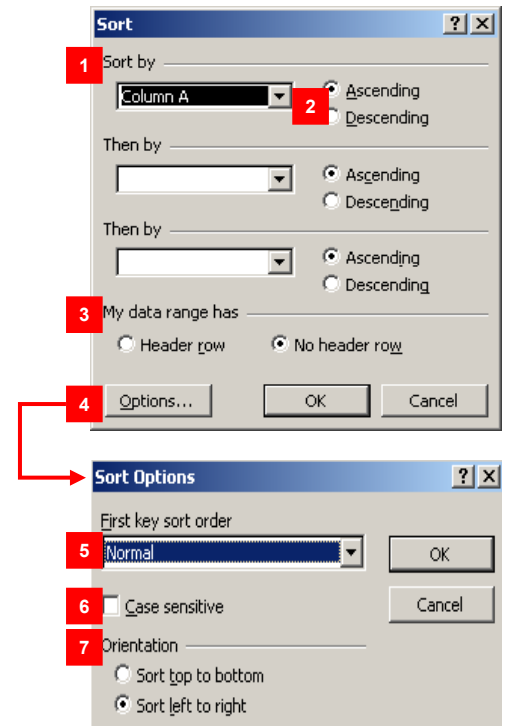 Sort
1 Sort by
Column A 2 Ascending
Descending
Then by
Ascending
Descending
Then by
Ascending
Descending
3 My data range has
Header row No header row
4 Options... OK Cancel
Sort Options
First key sort order
5 Normal OK
6 Case sensitive Cancel
7 Orientation
Sort top to bottom
Sort left to right